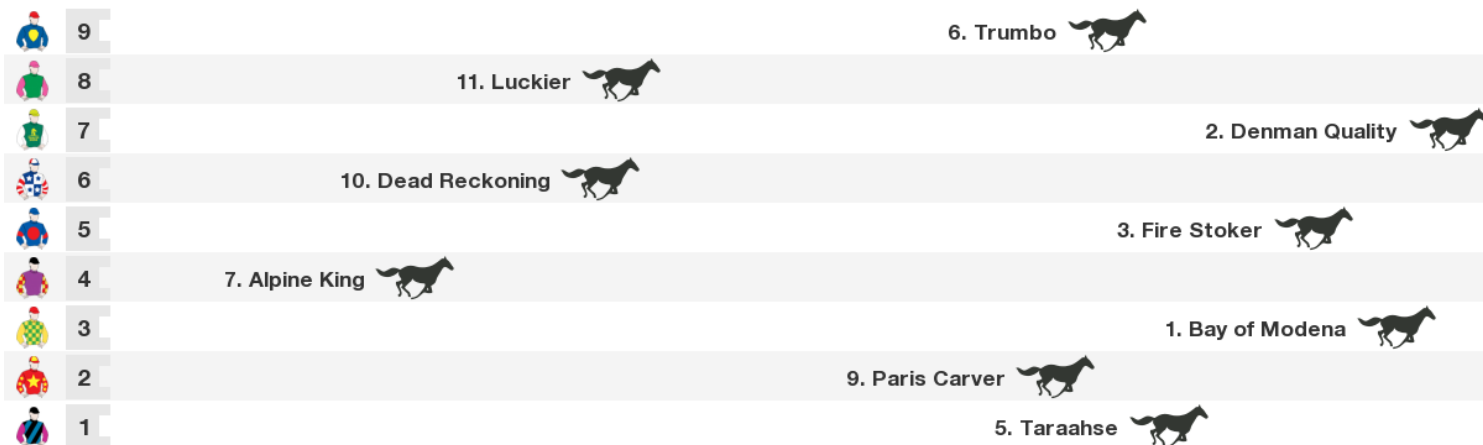 9 6. Trumbo
8 11. Luckier
7 2. Denman Quality
6 10. Dead Reckoning
5 3. Fire Stoker
4 7. Alpine King
3 1. Bay of Modena
2 9. Paris Carver
1 5. Taraahse